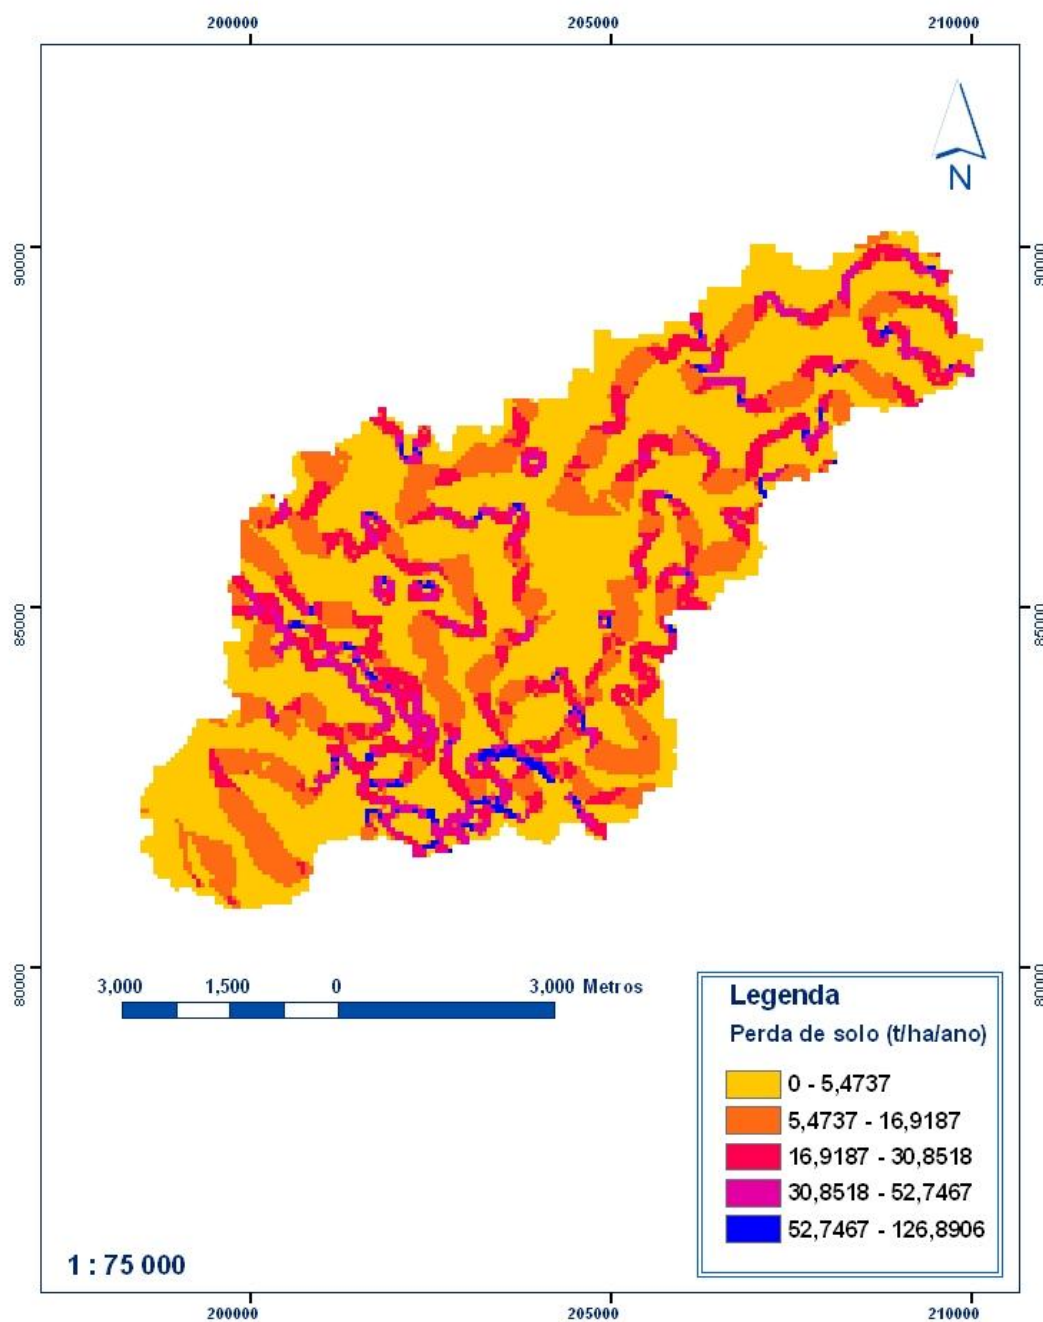 200000 205000 210000
N
90000 90000
85000 85000
80000 80000
3,000 1,500 0 3,000 Metros
Legenda
Perda de solo (t/ha/ano)
0 - 5,4737
5,4737 - 16,9187
16,9187 - 30,8518
30,8518 - 52,7467
52,7467 - 126,8906
1 : 75 000
200000 205000 210000